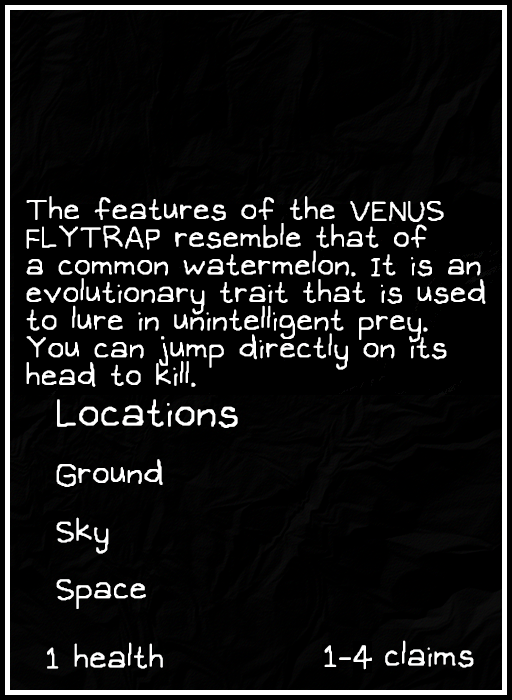 The features of the VENUS
FLYTRAP resemble that of
a common watermelon. It is an
evolutionary trait that is used
to lure in unintelligent prey.
You can jump directly on its
head to kill.
Locations
Ground
Sky
Space
1 health
1-4 claims